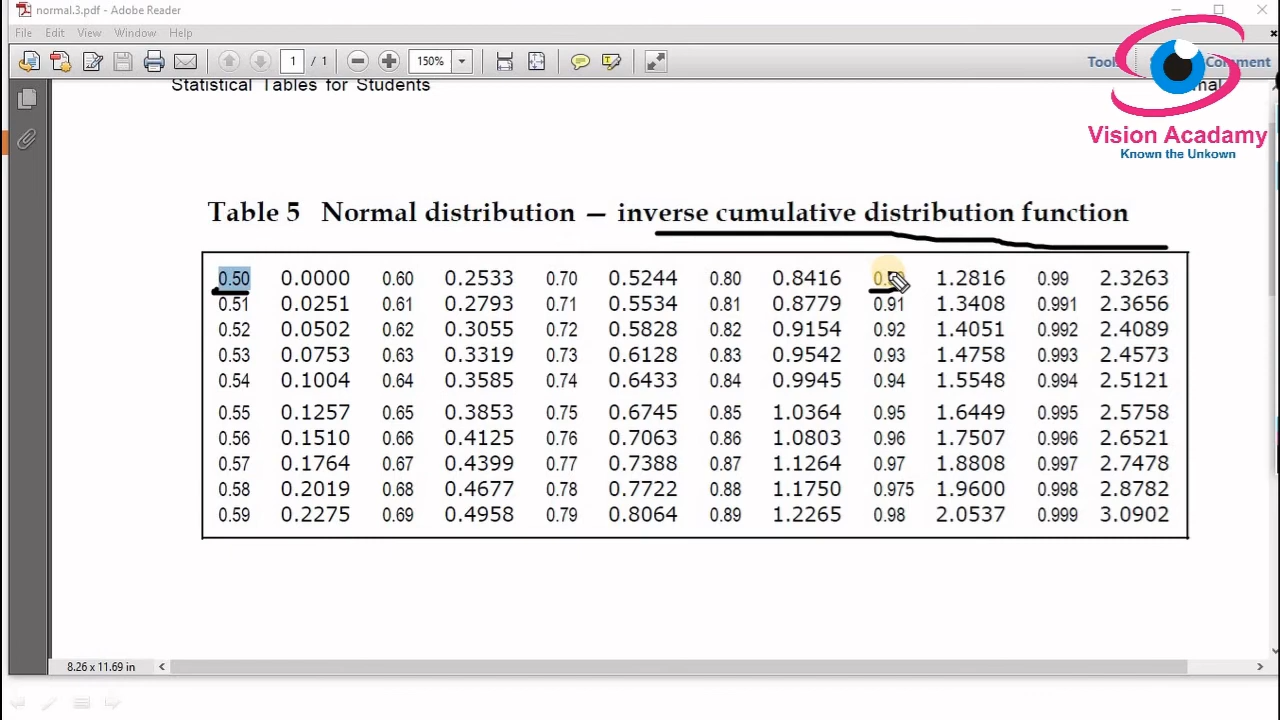 normal.3.pdf - Adobe Reader
File Edit View Window Help
1 / 1 150% Comment
Statistical Tables for Students
Vision Acadamy
Known the Unkown
Table 5 Normal distribution — inverse cumulative distribution function
0.50 0.0000 0.60 0.2533 0.70 0.5244 0.80 0.8416 1.2816 0.99 2.3263
0.51 0.0251 0.61 0.2793 0.71 0.5534 0.81 0.8779 0.91 1.3408 0.991 2.3656
0.52 0.0502 0.62 0.3055 0.72 0.5828 0.82 0.9154 0.92 1.4051 0.992 2.4089
0.53 0.0753 0.63 0.3319 0.73 0.6128 0.83 0.9542 0.93 1.4758 0.993 2.4573
0.54 0.1004 0.64 0.3585 0.74 0.6433 0.84 0.9945 0.94 1.5548 0.994 2.5121
0.55 0.1257 0.65 0.3853 0.75 0.6745 0.85 1.0364 0.95 1.6449 0.995 2.5758
0.56 0.1510 0.66 0.4125 0.76 0.7063 0.86 1.0803 0.96 1.7507 0.996 2.6521
0.57 0.1764 0.67 0.4399 0.77 0.7388 0.87 1.1264 0.97 1.8808 0.997 2.7478
0.58 0.2019 0.68 0.4677 0.78 0.7722 0.88 1.1750 0.975 1.9600 0.998 2.8782
0.59 0.2275 0.69 0.4958 0.79 0.8064 0.89 1.2265 0.98 2.0537 0.999 3.0902
8.26 x 11.69 in